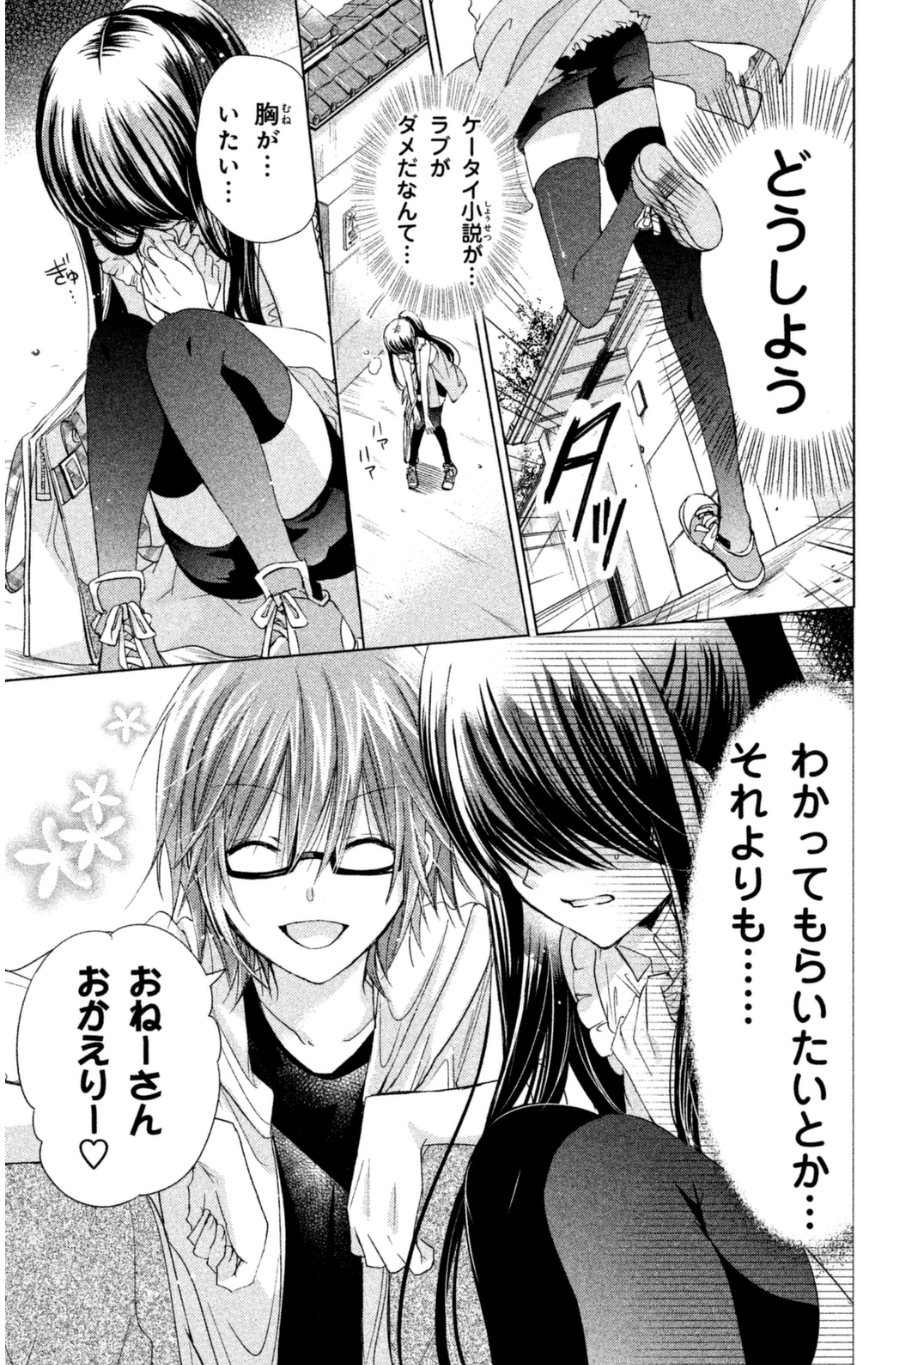 どうしよう
ダッ
ケータイ小説が…
ラブが
ダメだなんて…
ハァ
ハァ
胸が…
いたい…
ぎゅ…
わかってもらいたいとか…
それよりも……
おねーさん
おかえりー♡